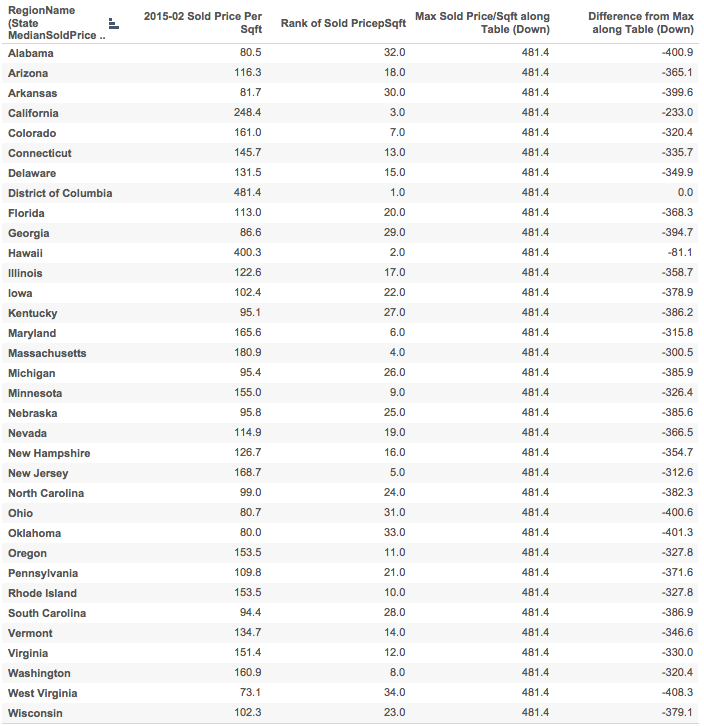 RegionName (State MedianSoldPrice .. 2015-02 Sold Price Per Sqft Rank of Sold PricepSqft Max Sold Price/Sqft along Table (Down) Difference from Max along Table (Down)
Alabama 80.5 32.0 481.4 -400.9
Arizona 116.3 18.0 481.4 -365.1
Arkansas 81.7 30.0 481.4 -399.6
California 248.4 3.0 481.4 -233.0
Colorado 161.0 7.0 481.4 -320.4
Connecticut 145.7 13.0 481.4 -335.7
Delaware 131.5 15.0 481.4 -349.9
District of Columbia 481.4 1.0 481.4 0.0
Florida 113.0 20.0 481.4 -368.3
Georgia 86.6 29.0 481.4 -394.7
Hawaii 400.3 2.0 481.4 -81.1
Illinois 122.6 17.0 481.4 -358.7
Iowa 102.4 22.0 481.4 -378.9
Kentucky 95.1 27.0 481.4 -386.2
Maryland 165.6 6.0 481.4 -315.8
Massachusetts 180.9 4.0 481.4 -300.5
Michigan 95.4 26.0 481.4 -385.9
Minnesota 155.0 9.0 481.4 -326.4
Nebraska 95.8 25.0 481.4 -385.6
Nevada 114.9 19.0 481.4 -366.5
New Hampshire 126.7 16.0 481.4 -354.7
New Jersey 168.7 5.0 481.4 -312.6
North Carolina 99.0 24.0 481.4 -382.3
Ohio 80.7 31.0 481.4 -400.6
Oklahoma 80.0 33.0 481.4 -401.3
Oregon 153.5 11.0 481.4 -327.8
Pennsylvania 109.8 21.0 481.4 -371.6
Rhode Island 153.5 10.0 481.4 -327.8
South Carolina 94.4 28.0 481.4 -386.9
Vermont 134.7 14.0 481.4 -346.6
Virginia 151.4 12.0 481.4 -330.0
Washington 160.9 8.0 481.4 -320.4
West Virginia 73.1 34.0 481.4 -408.3
Wisconsin 102.3 23.0 481.4 -379.1